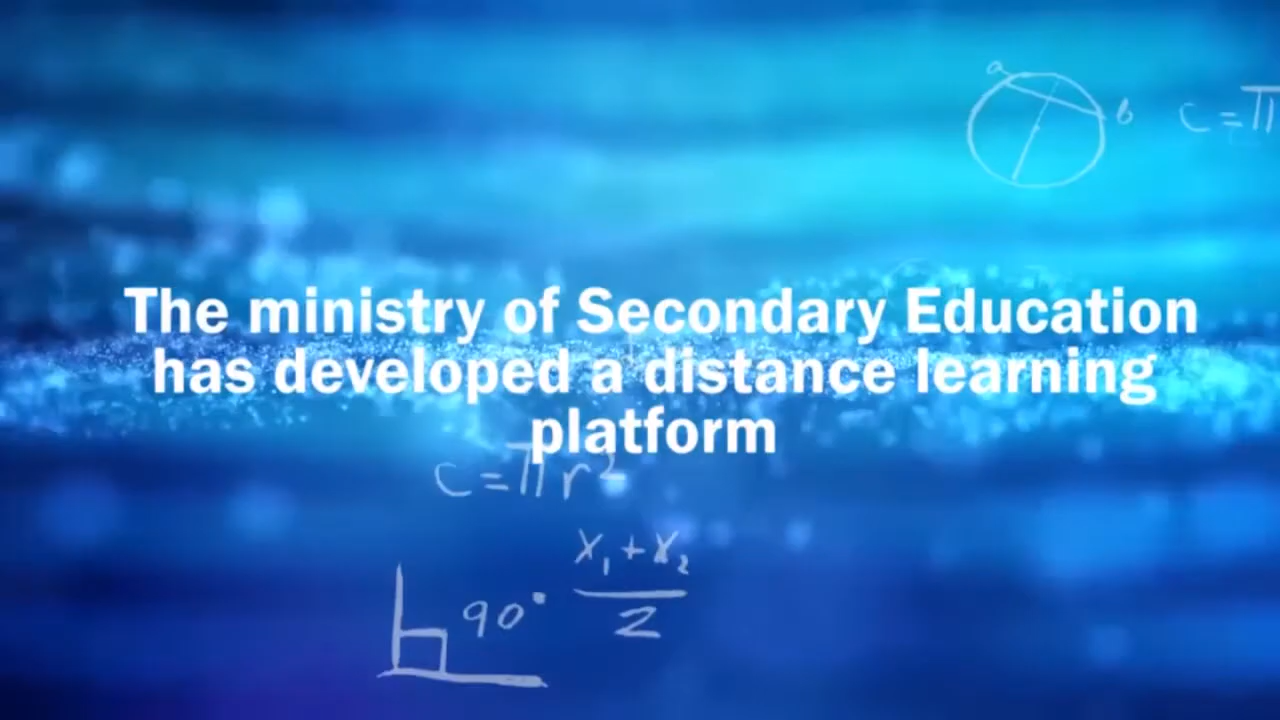 a
b
c=π
The ministry of Secondary Education
has developed a distance learning
platform
c=πr²
x₁+x₂
2
90°